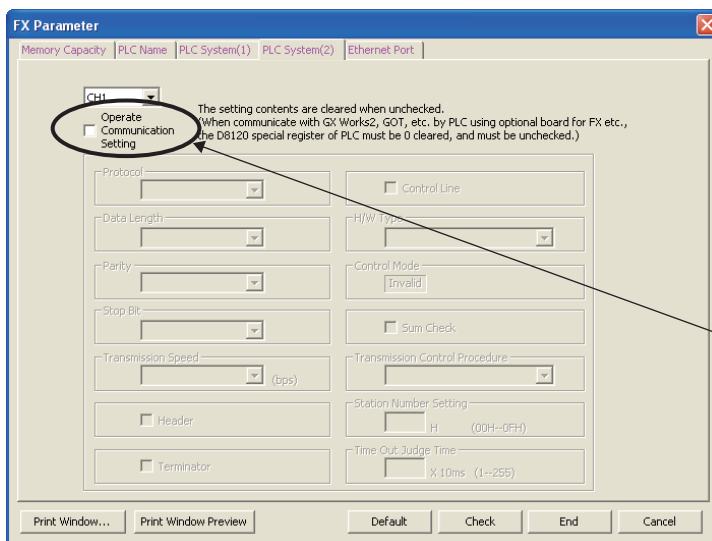 FX Parameter
Memory Capacity PLC Name PLC System(1) PLC System(2) Ethernet Port
CH1
Operate
Communication
Setting
The setting contents are cleared when unchecked.
(When communicate with GX Works2, GOT, etc. by PLC using optional board for FX etc.,
the D8120 special register of PLC must be 0 cleared, and must be unchecked.)
Protocol
Control Line
Data Length
H/W Type
Parity
Control Mode
Invalid
Stop Bit
Sum Check
Transmission Speed
(bps)
Transmission Control Procedure
Header
Station Number Setting
H (00H--0FH)
Terminator
Time Out Judge Time
X 10ms (1--255)
Print Window... Print Window Preview Default Check End Cancel